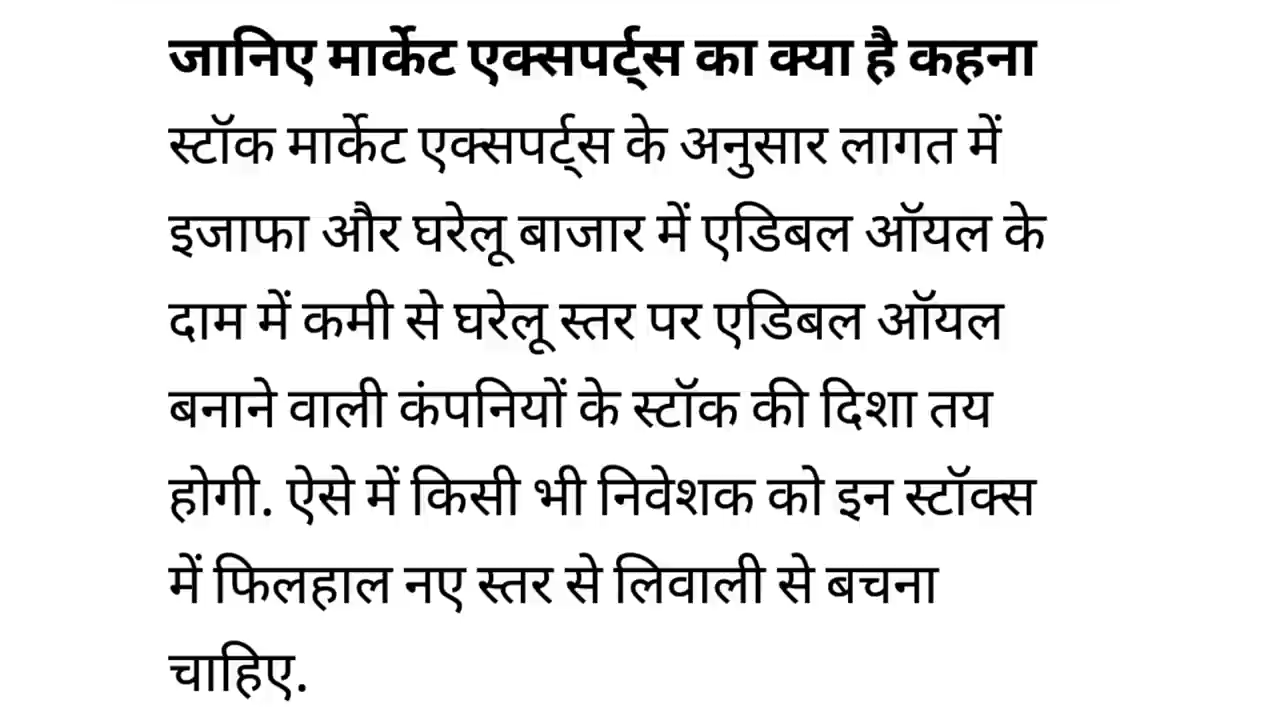 जानिए मार्केट एक्सपर्ट्स का क्या है कहना
स्टॉक मार्केट एक्सपर्ट्स के अनुसार लागत में
इजाफा और घरेलू बाजार में एडिबल ऑयल के
दाम में कमी से घरेलू स्तर पर एडिबल ऑयल
बनाने वाली कंपनियों के स्टॉक की दिशा तय
होगी. ऐसे में किसी भी निवेशक को इन स्टॉक्स
में फिलहाल नए स्तर से लिवाली से बचना
चाहिए.